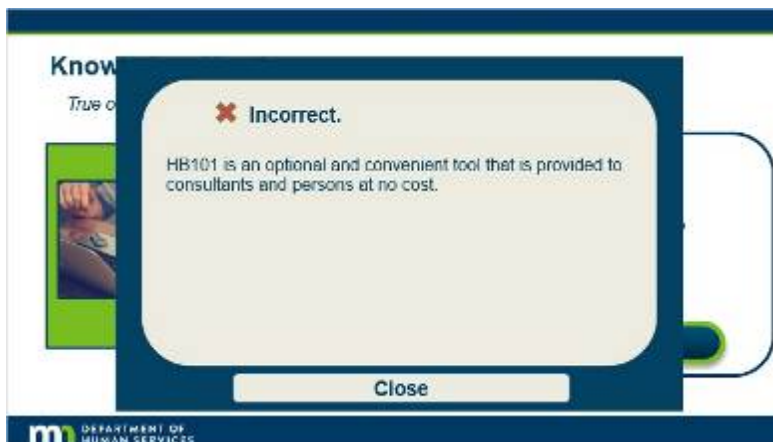 Know
True o
Incorrect.
HB101 is an optional and convenient tool that is provided to
consultants and persons at no cost.
Close
DEPARTMENT OF
HUMAN SERVICES